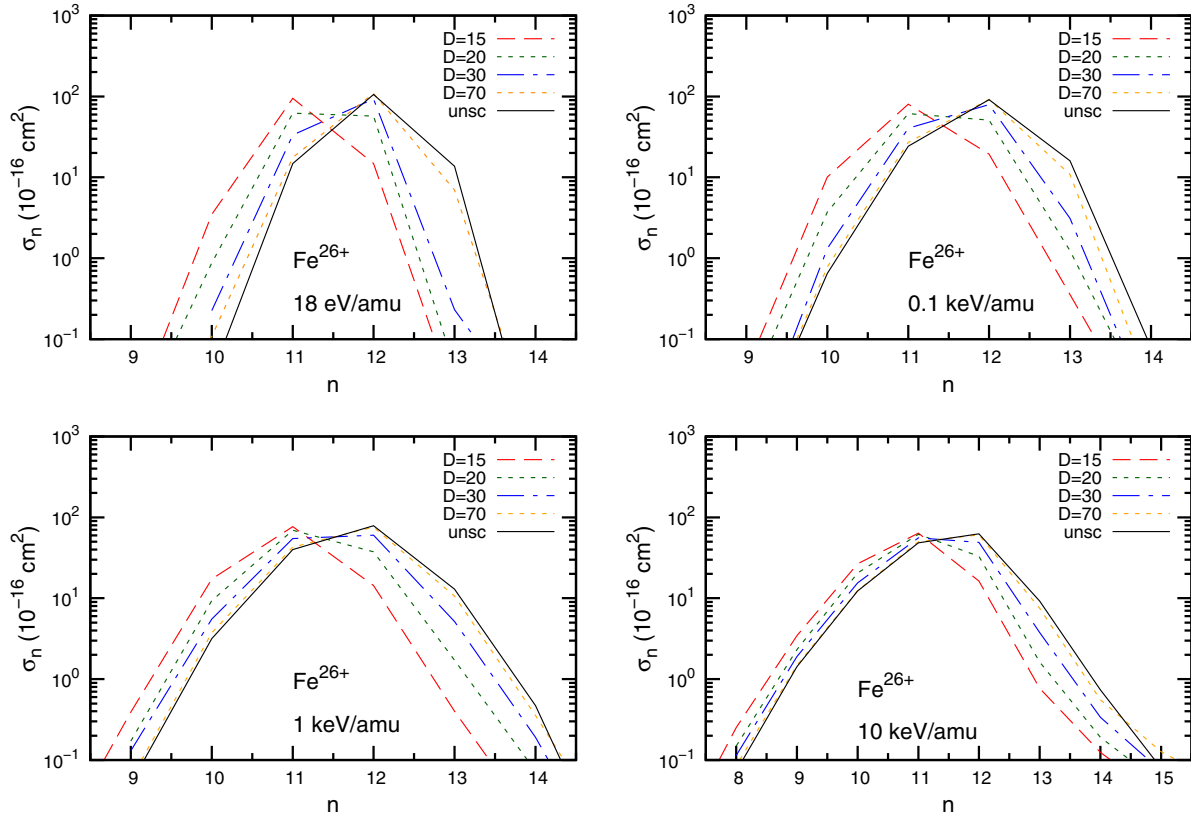 10³
10²
10¹
10⁰
10⁻¹
σₙ (10⁻¹⁶ cm²)
D=15
D=20
D=30
D=70
unsc
Fe²⁶⁺
18 eV/amu
9 10 11 12 13 14
n
10³
10²
10¹
10⁰
10⁻¹
σₙ (10⁻¹⁶ cm²)
D=15
D=20
D=30
D=70
unsc
Fe²⁶⁺
0.1 keV/amu
9 10 11 12 13 14
n
10³
10²
10¹
10⁰
10⁻¹
σₙ (10⁻¹⁶ cm²)
D=15
D=20
D=30
D=70
unsc
Fe²⁶⁺
1 keV/amu
9 10 11 12 13 14
n
10³
10²
10¹
10⁰
10⁻¹
σₙ (10⁻¹⁶ cm²)
D=15
D=20
D=30
D=70
unsc
Fe²⁶⁺
10 keV/amu
8 9 10 11 12 13 14 15
n